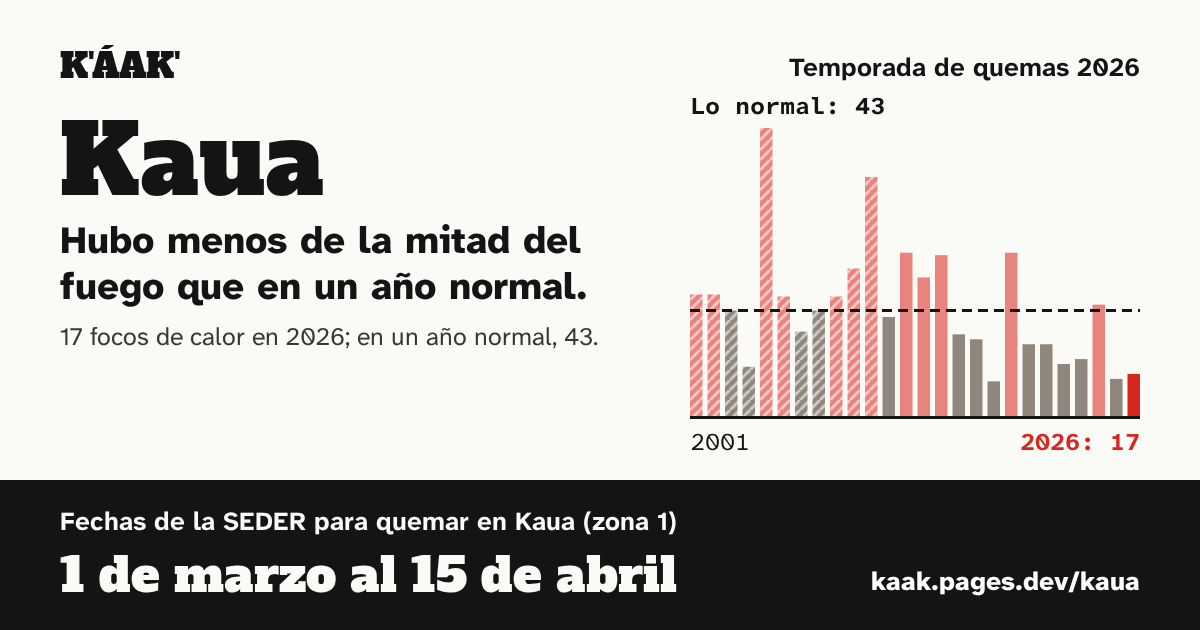 K'ÁAK'
Temporada de quemas 2026
Lo normal: 43
Kaua
Hubo menos de la mitad del
fuego que en un año normal.
17 focos de calor en 2026; en un año normal, 43.
2001
2026: 17
Fechas de la SEDER para quemar en Kaua (zona 1)
1 de marzo al 15 de abril
kaak.pages.dev/kaua